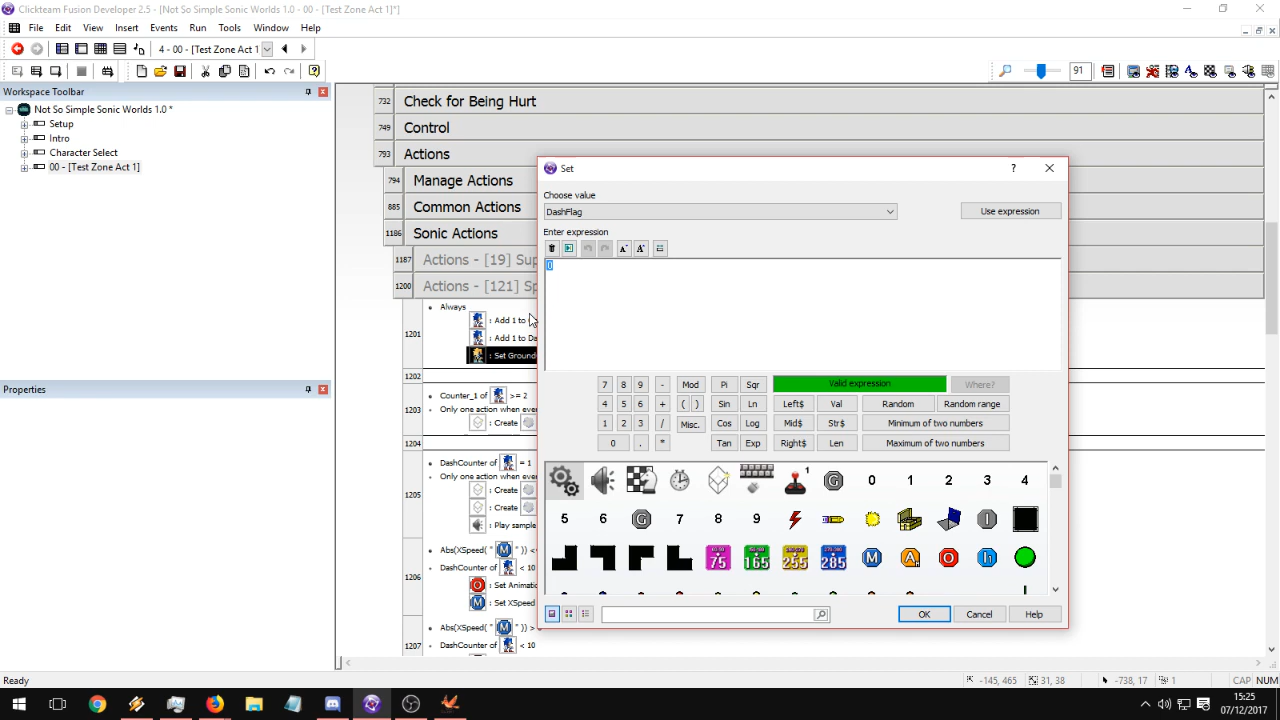 Clickteam Fusion Developer 2.5 - [Not So Simple Sonic Worlds 1.0 - 00 - [Test Zone Act 1]*]
File Edit View Insert Events Run Tools Window Help
4 - 00 - [Test Zone Act 1
91
Workspace Toolbar
Not So Simple Sonic Worlds 1.0 *
Setup
Intro
Character Select
00 - [Test Zone Act 1]
Properties
732 Check for Being Hurt
749 Control
793 Actions
794 Manage Actions
885 Common Actions
1186 Sonic Actions
1187 Actions - [19] Su
1200 Actions - [121] Sp
Always
1201
: Add 1 to
: Add 1 to Da
: Set Ground
1202
Counter_1 of >= 2
1203
Only one action when ever
: Create
1204
DashCounter of = 1
Only one action when ever
: Create
1205
: Create
: Play sample
Abs(XSpeed( "
DashCounter of < 10
1206
: Set Animatio
: Set XSpeed
Abs(XSpeed( " " )) >
DashCounter of < 10
1207
Set
Choose value
DashFlag
Use expression
Enter expression
0
7 8 9 - Mod Pi Sqr Valid expression Where?
4 5 6 + ( ) Sin Ln Left$ Val Random Random range
1 2 3 / Misc. Cos Log Mid$ Str$ Minimum of two numbers
0 . * Tan Exp Right$ Len Maximum of two numbers
1 G 0 1 2 3 4
5 6 G 7 8 9 I
75 165 255 285 M A O h
OK Cancel Help
Ready
-145, 465 31, 38 -738, 17 1 CAP NUM
15:25
07/12/2017